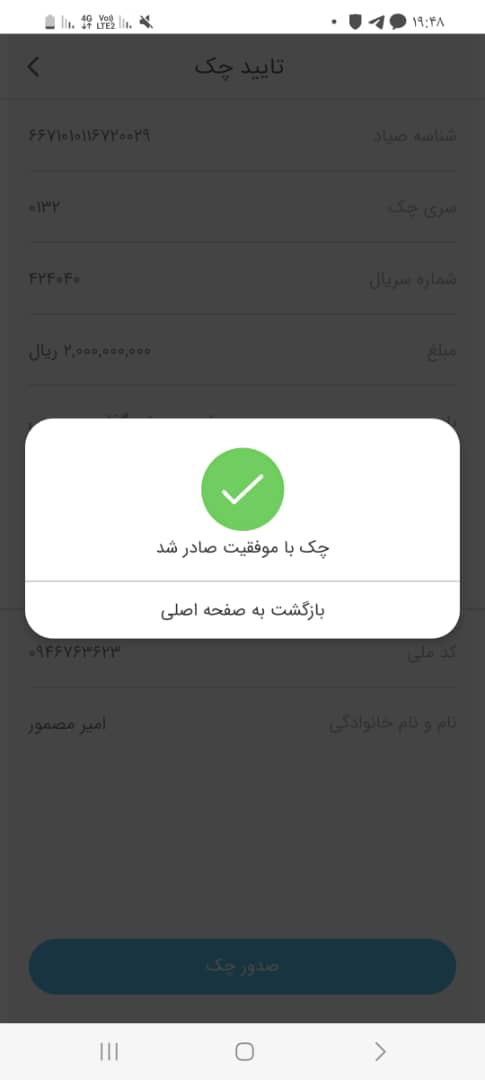 ۱۹:۴۸
4G VoO LTE2
تایید چک
شناسه صیاد ۶۶۷۱۰۱۰۱۱۶۷۲۰۰۲۹
سری چک ۰۱۳۲
شماره سریال ۴۲۴۰۴۰
مبلغ ۲,۰۰۰,۰۰۰,۰۰۰ ریال
چک با موفقیت صادر شد
بازگشت به صفحه اصلی
کد ملی ۰۹۴۶۷۶۳۶۲۳
نام و نام خانوادگی امیر مصمور
صدور چک